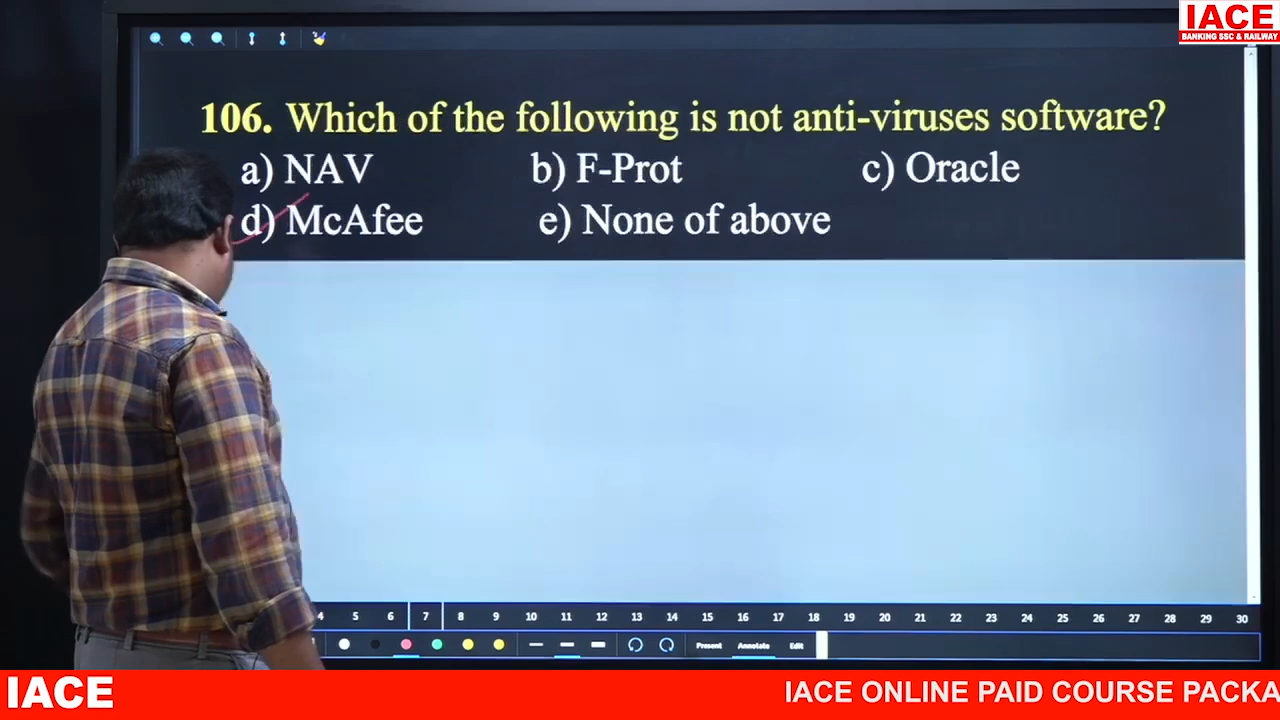 IACE
BANKING SSC & RAILWAY
106. Which of the following is not anti-viruses software?
a) NAV b) F-Prot c) Oracle
d) McAfee e) None of above
4 5 6 7 8 9 10 11 12 13 14 15 16 17 18 19 20 21 22 23 24 25 26 27 28 29 30
Present Annotate Edit
IACE IACE ONLINE PAID COURSE PACKA